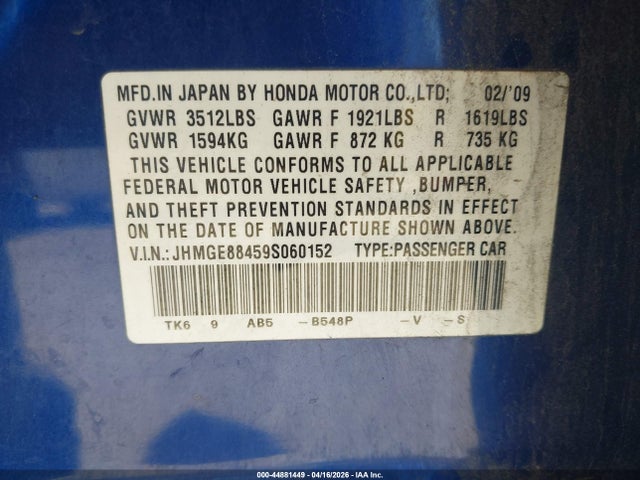 MFD.IN JAPAN BY HONDA MOTOR CO.,LTD; 02/'09
GVWR 3512LBS GAWR F 1921LBS R 1619LBS
GVWR 1594KG GAWR F 872 KG R 735 KG
THIS VEHICLE CONFORMS TO ALL APPLICABLE
FEDERAL MOTOR VEHICLE SAFETY ,BUMPER,
AND THEFT PREVENTION STANDARDS IN EFFECT
ON THE DATE OF MANUFACTURE SHOWN ABOVE.
V.I.N.: JHMGE88459S060152 TYPE:PASSENGER CAR
TK6 9 AB5 –B548P –V –S
000-44881449 - 04/16/2026 - IAA Inc.